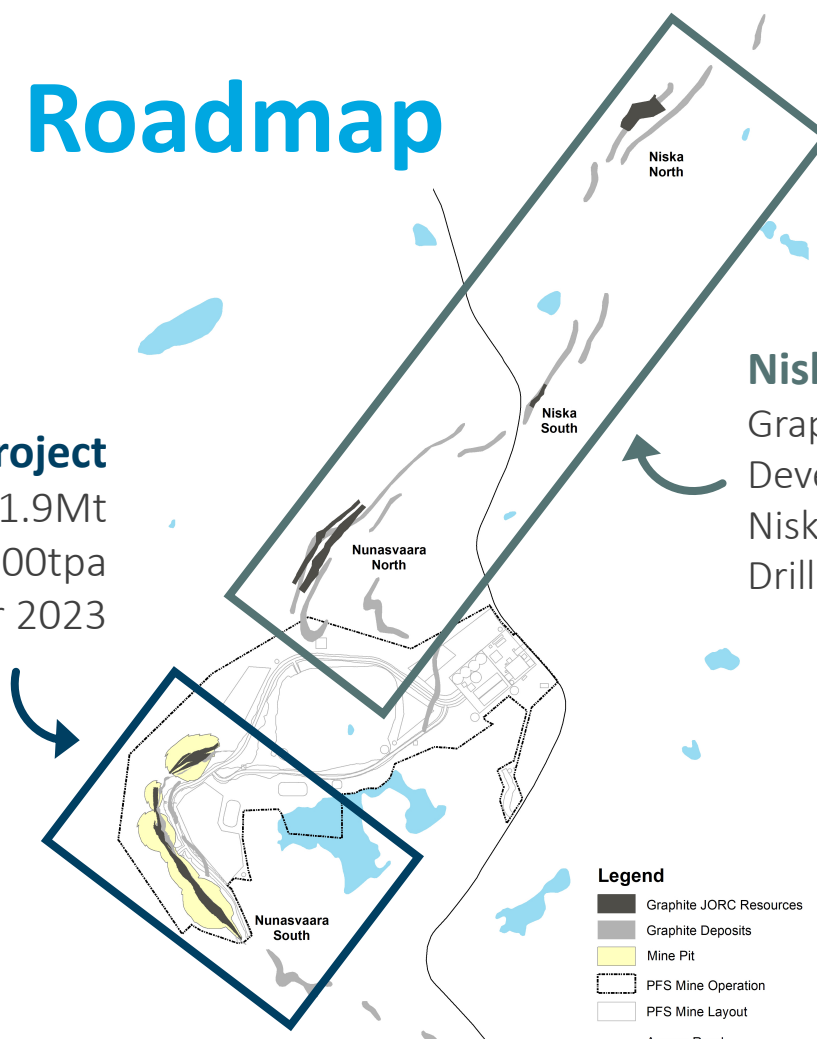 Roadmap
Niska
North
Niska
South
Nunasvaara
North
roject
1.9Mt
00tpa
2023
Grap
Deve
Nisk
Drill
Nunasvaara
South
Legend
Graphite JORC Resources
Graphite Deposits
Mine Pit
PFS Mine Operation
PFS Mine Layout